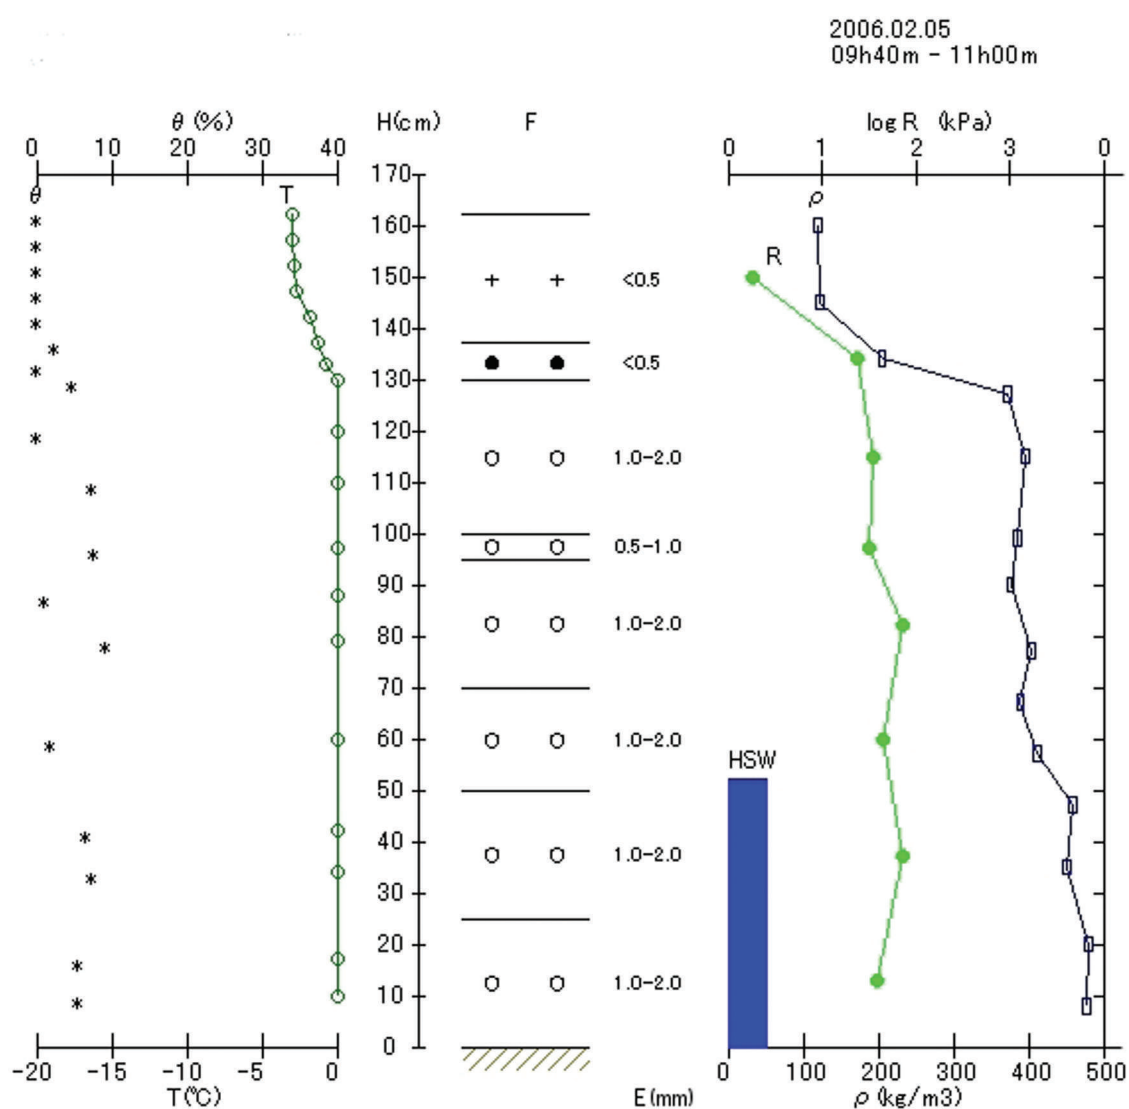 2006.02.05
09h40m - 11h00m
θ (%) H(cm) F log R (kPa)
0 10 20 30 40 0 1 2 3 0
170
θ T ρ
160
R
150 + + <0.5
140
<0.5
130
120
1.0-2.0
110
100
0.5-1.0
90
1.0-2.0
80
70
60 1.0-2.0
HSW
50
40
1.0-2.0
30
20
1.0-2.0
10
0
-20 -15 -10 -5 0 0 100 200 300 400 500
T(℃) E(mm) ρ (kg/m3)